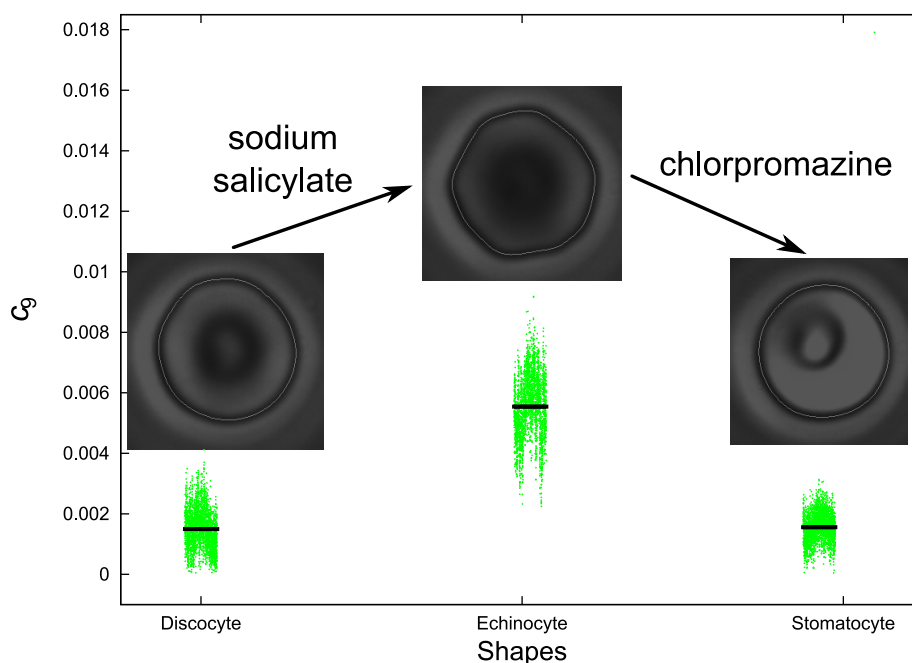 0.018
0.016
0.014
0.012
0.01
0.008
0.006
0.004
0.002
0
c9
sodium
salicylate
chlorpromazine
Discocyte
Echinocyte
Stomatocyte
Shapes